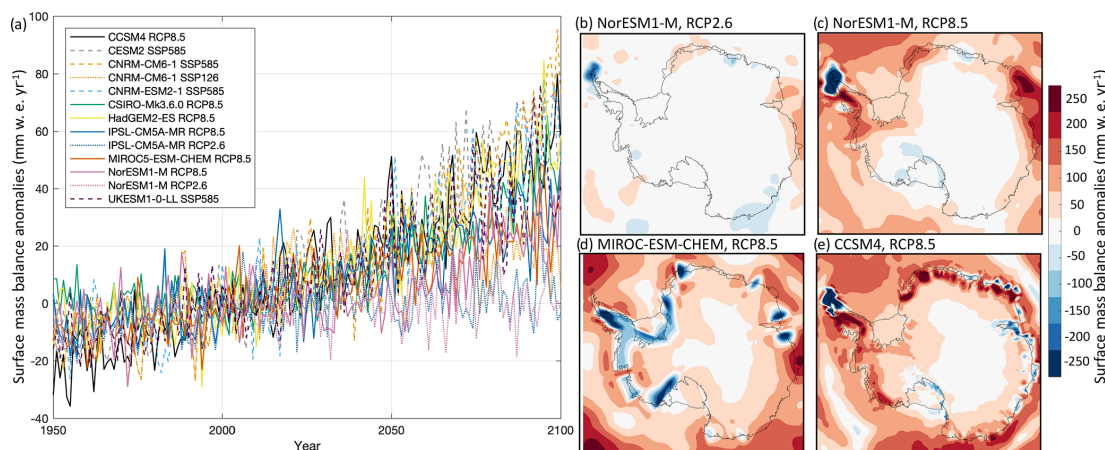 (a)
Surface mass balance anomalies (mm w. e. yr⁻¹)
100
80
60
40
20
0
-20
-40
1950
2000
2050
2100
Year
CCSM4 RCP8.5
CESM2 SSP585
CNRM-CM6-1 SSP585
CNRM-CM6-1 SSP126
CNRM-ESM2-1 SSP585
CSIRO-Mk3.6.0 RCP8.5
HadGEM2-ES RCP8.5
IPSL-CM5A-MR RCP8.5
IPSL-CM5A-MR RCP2.6
MIROC5-ESM-CHEM RCP8.5
NorESM1-M RCP8.5
NorESM1-M RCP2.6
UKESM1-0-LL SSP585
(b) NorESM1-M, RCP2.6
(c) NorESM1-M, RCP8.5
(d) MIROC-ESM-CHEM, RCP8.5
(e) CCSM4, RCP8.5
250
200
150
100
50
0
-50
-100
-150
-200
-250
Surface mass balance anomalies (mm w. e. yr⁻¹)